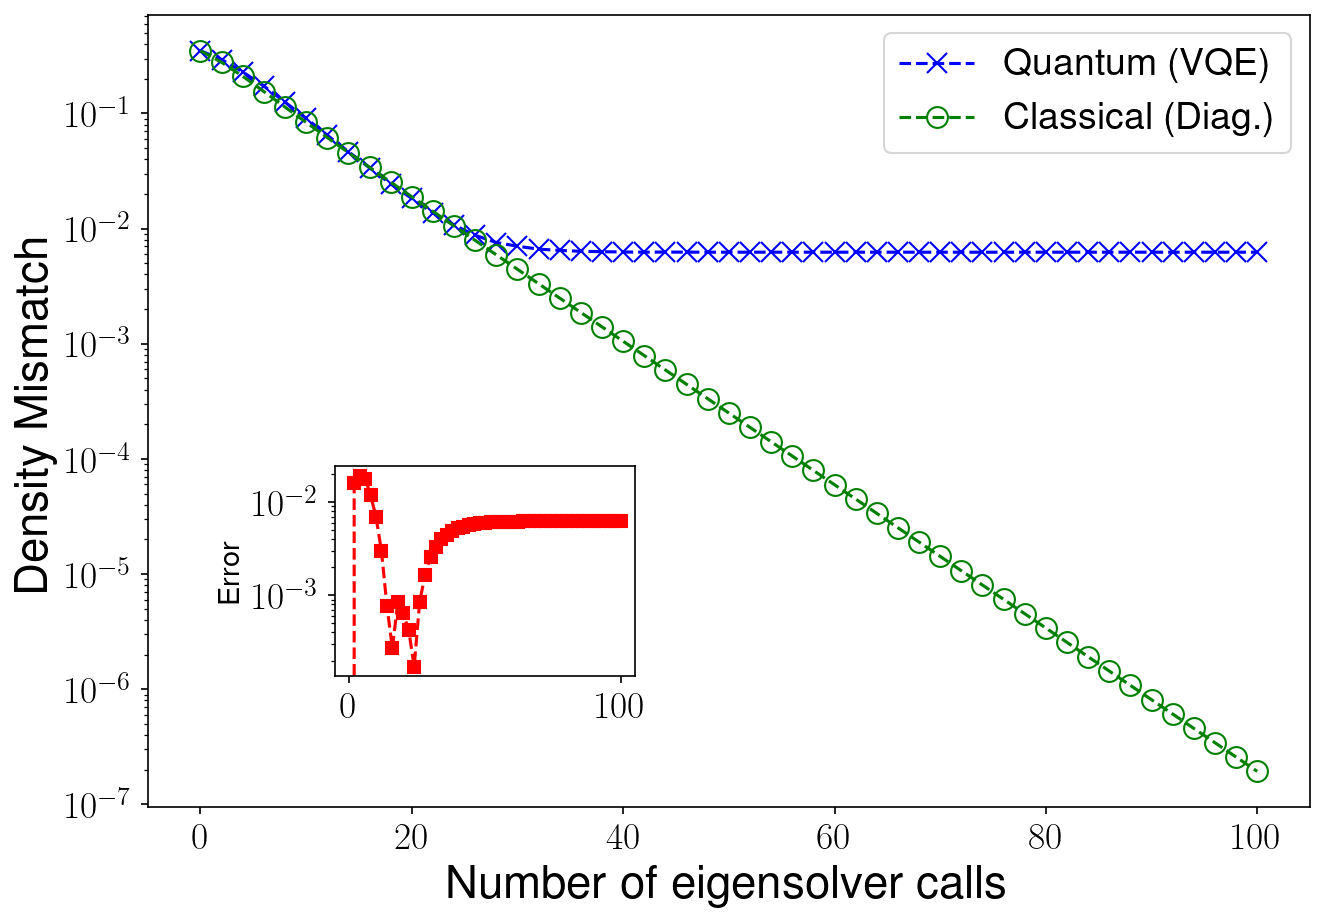 Quantum (VQE)
Classical (Diag.)
10⁻¹
10⁻²
10⁻³
10⁻⁴
10⁻⁵
10⁻⁶
10⁻⁷
Density Mismatch
10⁻²
10⁻³
Error
0 100
0 20 40 60 80 100
Number of eigensolver calls